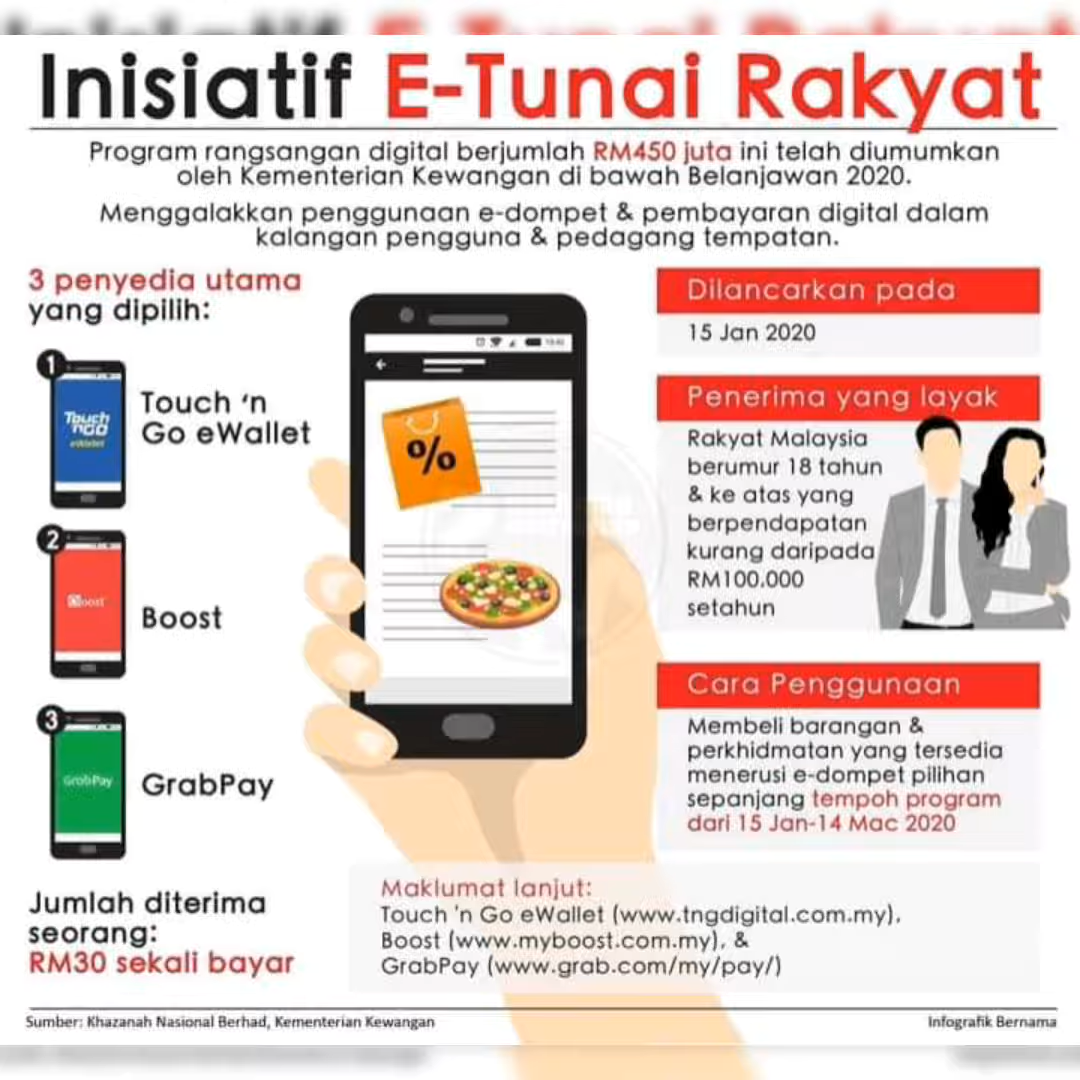 Inisiatif E-Tunai Rakyat
Program rangsangan digital berjumlah RM450 juta ini telah diumumkan
oleh Kementerian Kewangan di bawah Belanjawan 2020.
Menggalakkan penggunaan e-dompet & pembayaran digital dalam
kalangan pengguna & pedagang tempatan.
3 penyedia utama
yang dipilih:
1
Touch
'nGO
eWallet
Touch 'n
Go eWallet
2
Boost
Boost
3
GrabPay
GrabPay
Jumlah diterima
seorang:
RM30 sekali bayar
%
Dilancarkan pada
15 Jan 2020
Penerima yang layak
Rakyat Malaysia
berumur 18 tahun
& ke atas yang
berpendapatan
kurang daripada
RM100.000
setahun
Cara Penggunaan
Membeli barangan &
perkhidmatan yang tersedia
menerusi e-dompet pilihan
sepanjang tempoh program
dari 15 Jan-14 Mac 2020
Maklumat lanjut:
Touch 'n Go eWallet (www.tngdigital.com.my),
Boost (www.myboost.com.my), &
GrabPay (www.grab.com/my/pay/)
Sumber: Khazanah Nasional Berhad, Kementerian Kewangan
Infografik Bernama